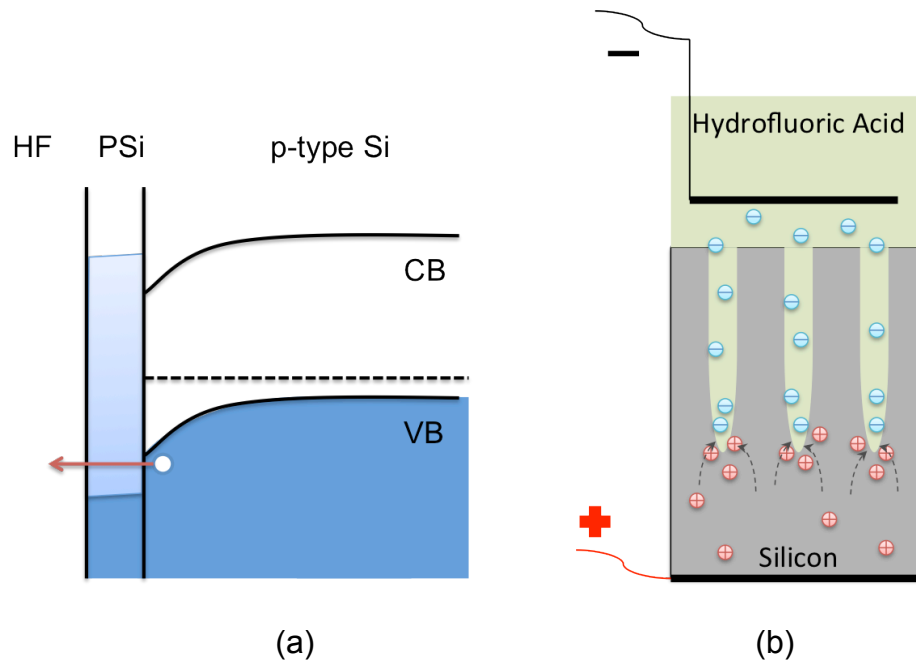 HF PSi p-type Si
CB
VB
(a)
Hydrofluoric Acid
Silicon
(b)